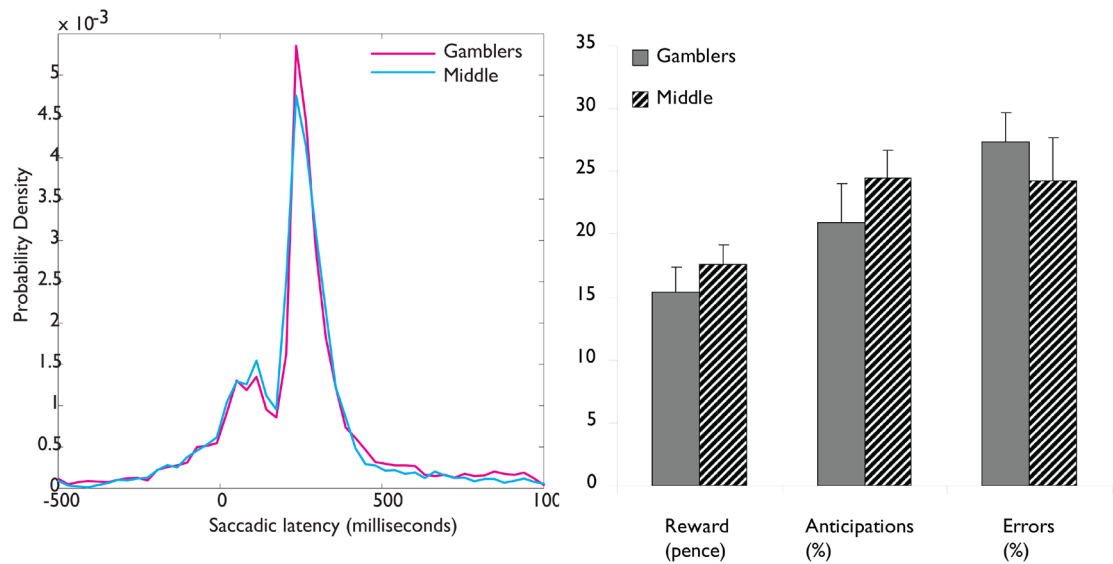 x 10-3
5
4.5
4
3.5
3
2.5
2
1.5
1
0.5
0
-500
0
500
100
Probability Density
Saccadic latency (milliseconds)
Gamblers
Middle
35
30
25
20
15
10
5
0
Gamblers
Middle
Reward
(pence)
Anticipations
(%)
Errors
(%)